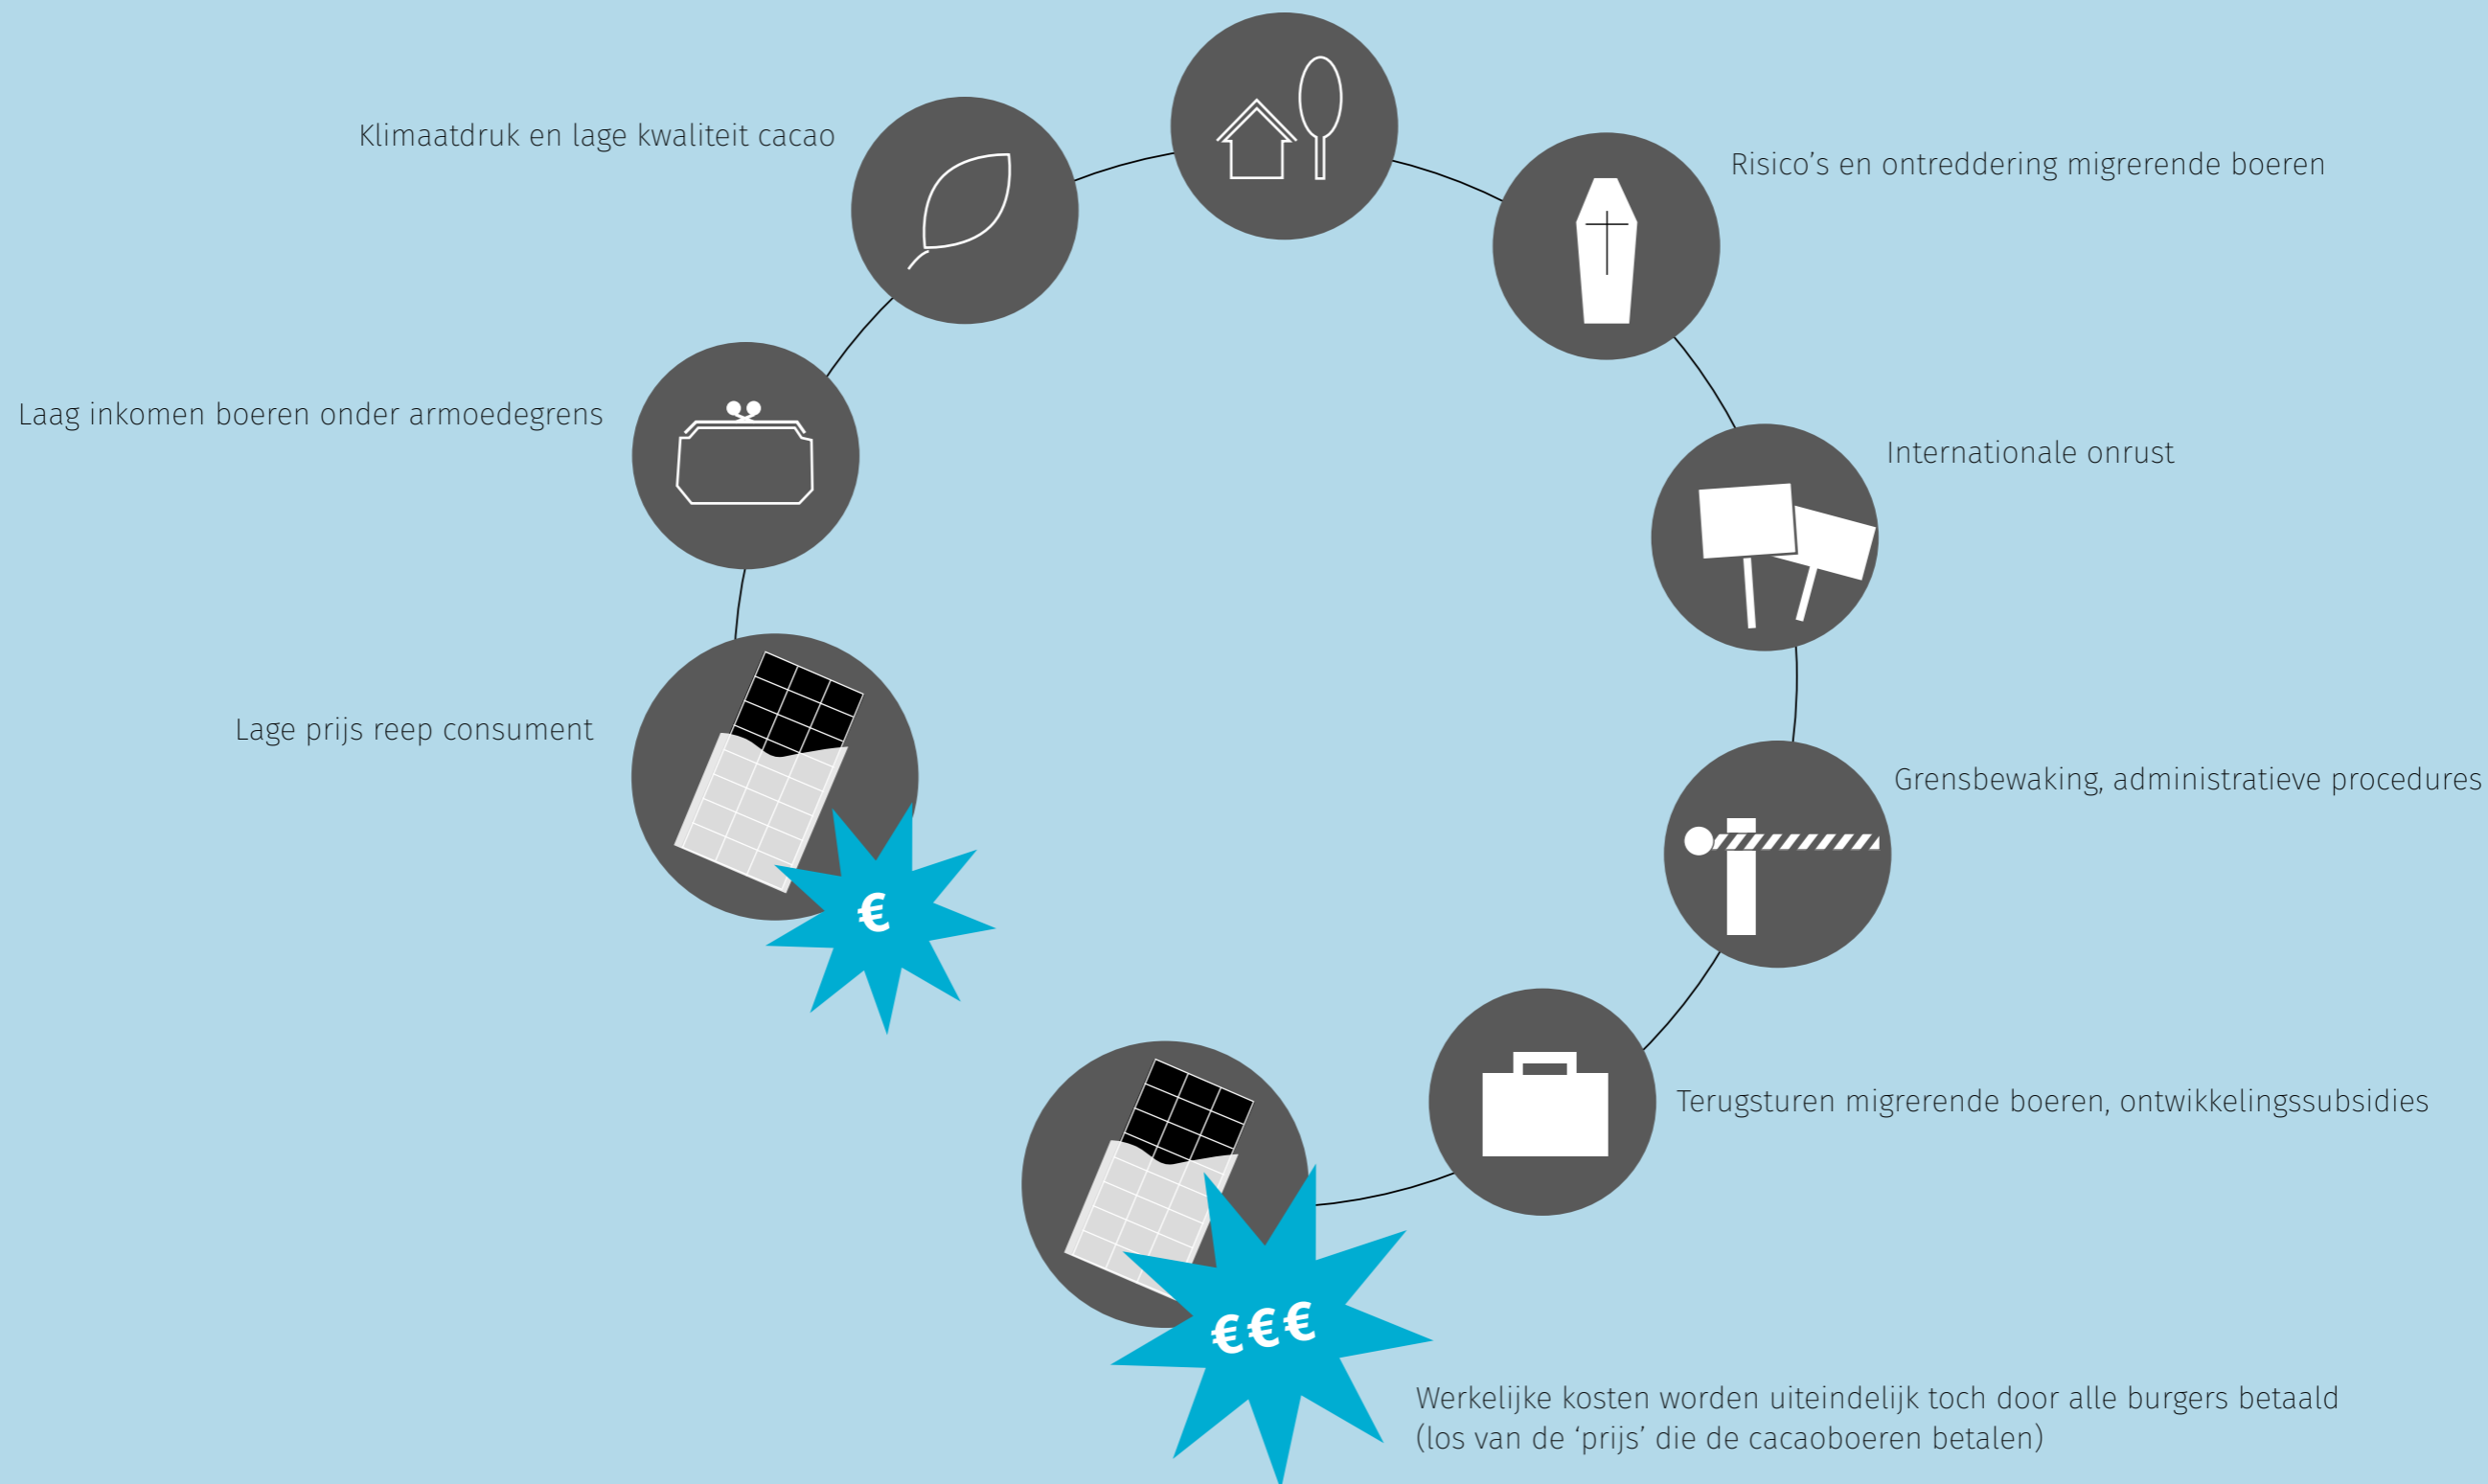 Klimaatdruk en lage kwaliteit cacao
Risico’s en ontreddering migrerende boeren
Laag inkomen boeren onder armoedegrens
Internationale onrust
Lage prijs reep consument
Grensbewaking, administratieve procedures
€
Terugsturen migrerende boeren, ontwikkelingssubsidies
€€€
Werkelijke kosten worden uiteindelijk toch door alle burgers betaald
(los van de ‘prijs’ die de cacaoboeren betalen)